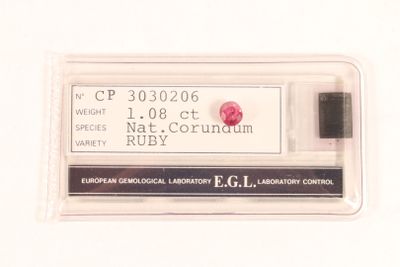 N° CP 3030206
WEIGHT 1.08 ct
SPECIES Nat.Corundum
VARIETY RUBY
EUROPEAN GEMOLOGICAL LABORATORY E.G.L. LABORATORY CONTROL